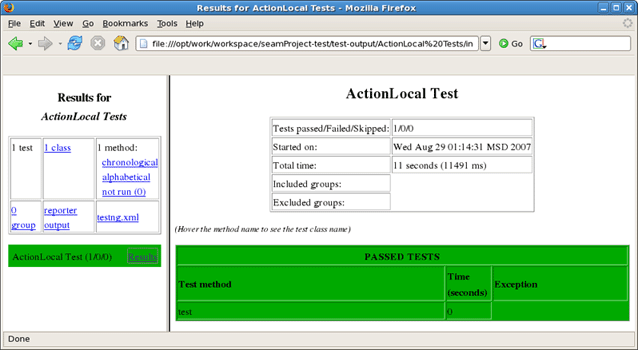 Results for ActionLocal Tests - Mozilla Firefox
File Edit View Go Bookmarks Tools Help
file:///opt/work/workspace/seamProject-test/test-output/ActionLocal%20Tests/in
Go
Results for
ActionLocal Tests
1 test
1 class
1 method:
chronological
alphabetical
not run (0)
0
group
reporter
output
testng.xml
ActionLocal Test (1/0/0) Results
ActionLocal Test
Tests passed/Failed/Skipped: 1/0/0
Started on: Wed Aug 29 01:14:31 MSD 2007
Total time: 11 seconds (11491 ms)
Included groups:
Excluded groups:
(Hover the method name to see the test class name)
PASSED TESTS
Test method
Time
(seconds)
Exception
test 0
Done